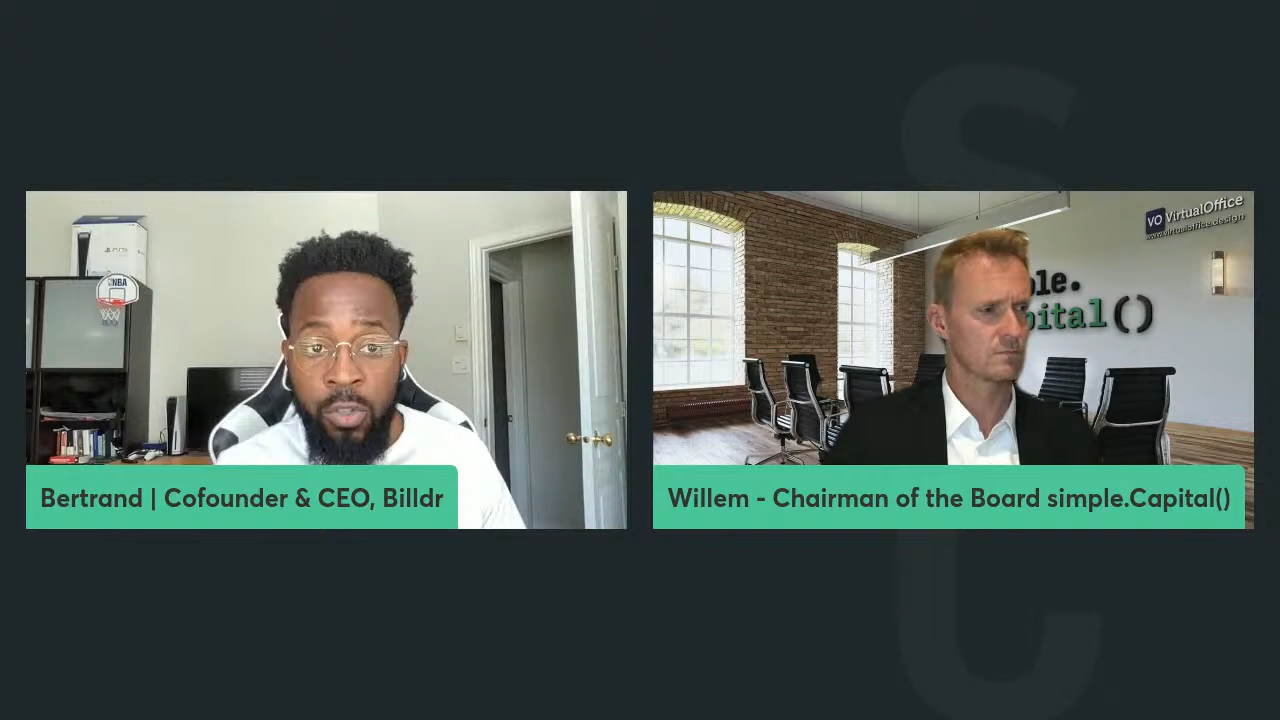 PS5
NBA
Bertrand | Cofounder & CEO, Billdr
VO VirtualOffice
www.virtualoffice.design
ple.
pital()
Willem - Chairman of the Board simple.Capital()
S
C